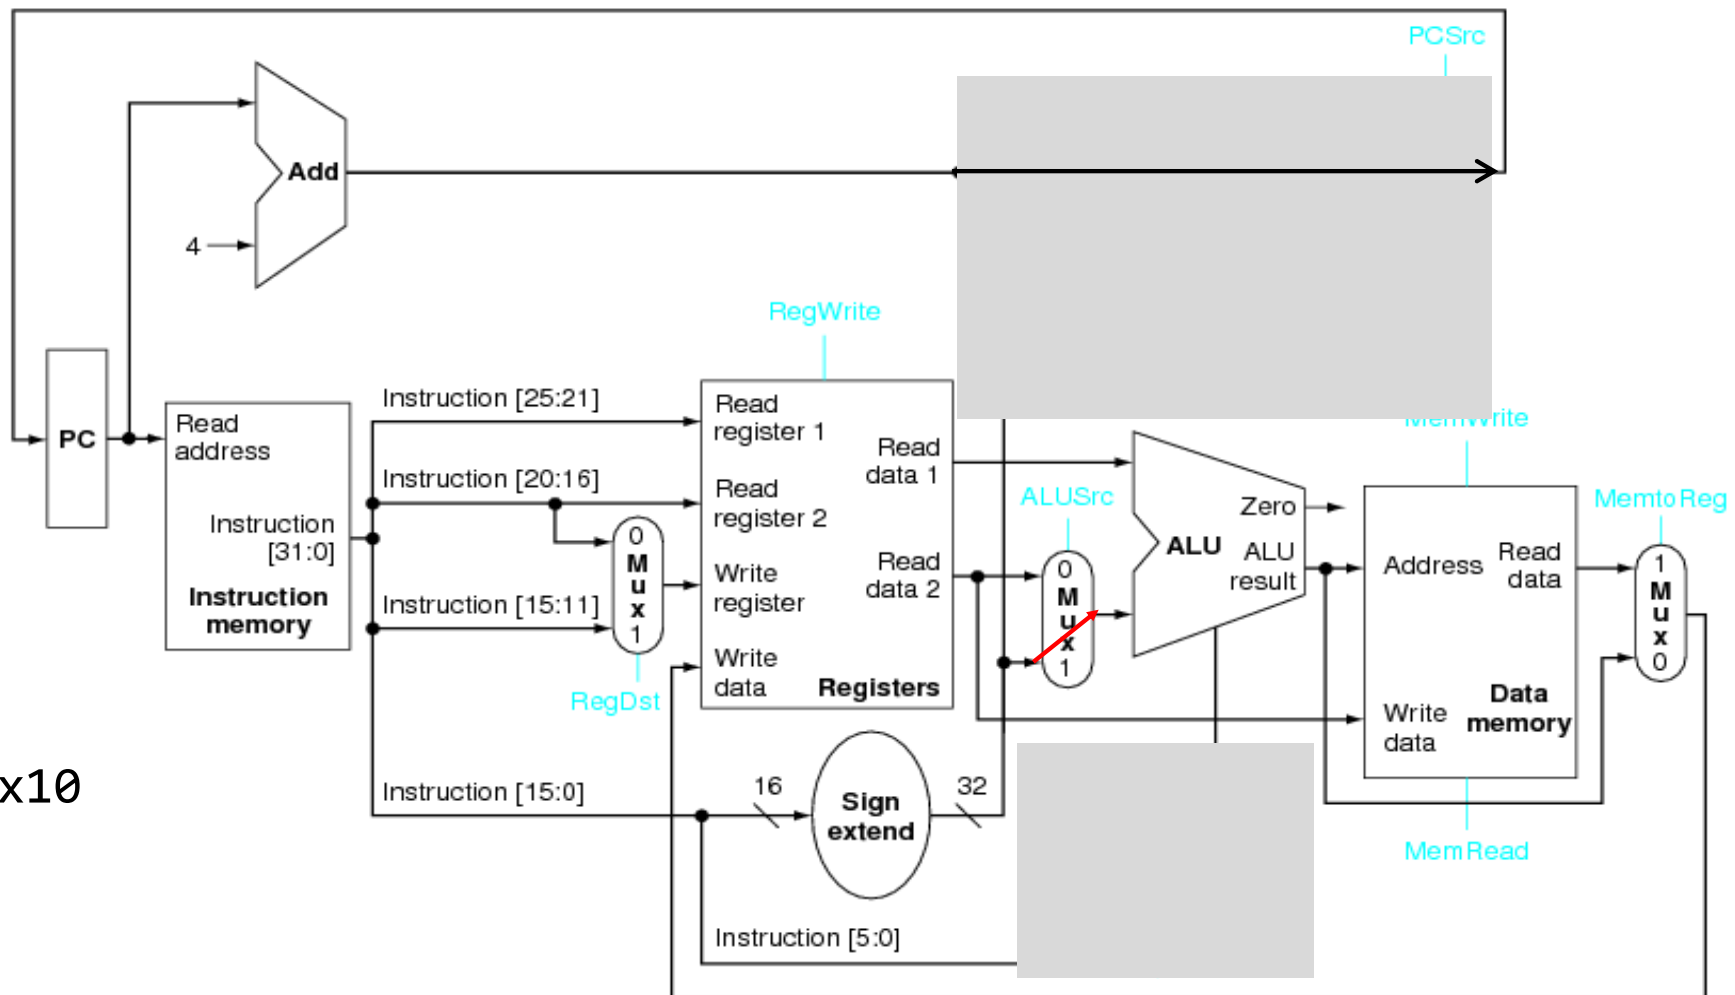 PCSrc
Add
4
RegWrite
PC
Read
address
Instruction
[31:0]
Instruction
memory
Instruction [25:21]
Instruction [20:16]
Instruction [15:11]
Instruction [15:0]
Instruction [5:0]
0
M
u
x
1
RegDst
Read
register 1
Read
register 2
Write
register
Write
data
Read
data 1
Read
data 2
Registers
16
Sign
extend
32
ALUSrc
0
M
u
x
1
ALU
Zero
ALU
result
MemWrite
Address
Read
data
Write
data
Data
memory
MemRead
MemtoReg
1
M
u
x
0
x10